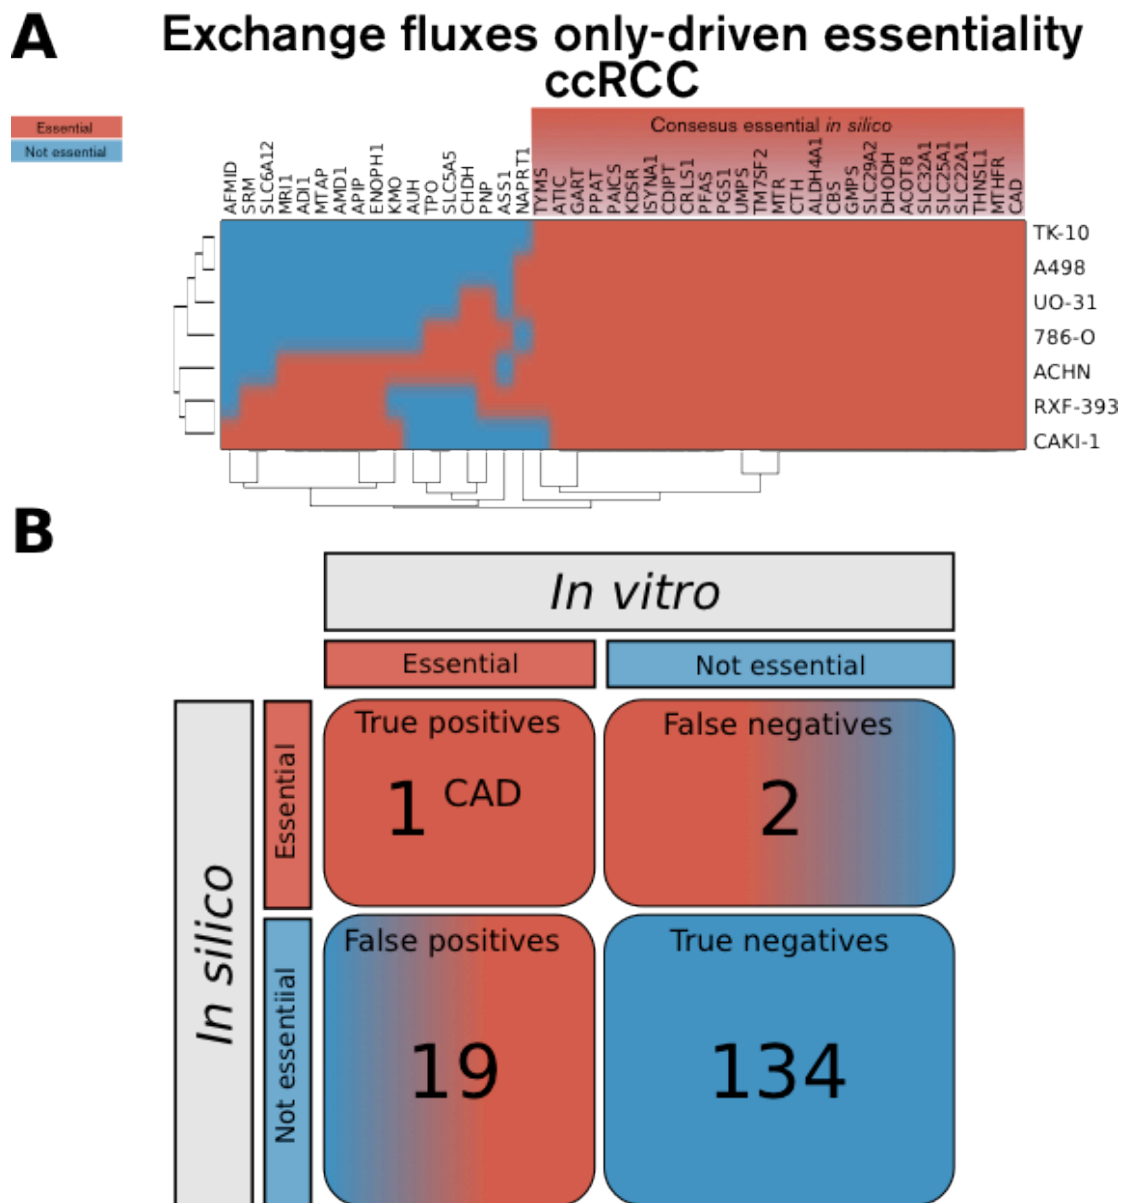 A
Exchange fluxes only-driven essentiality
ccRCC
Essential
Not essential
Consesus essential in silico
AFMID
SRM
SLC6A12
MRI1
ADI1
MTAP
AMD1
APIP
ENOPH1
KMO
AUH
TPO
SLC5A5
CHDH
PNP
ASS1
NAPRT1
TYMS
ATIC
GART
PPAT
PAICS
KDSR
ISYNA1
CDIPT
CRLS1
PFAS
PGS1
UMPS
TM7SF2
MTR
CTH
ALDH4A1
CBS
GMPS
SLC29A2
DHODH
ACOT8
SLC32A1
SLC25A1
SLC22A1
THNSL1
MTHFR
CAD
TK-10
A498
UO-31
786-O
ACHN
RXF-393
CAKI-1
B
In vitro
Essential
Not essential
In silico
Essential
True positives
1 CAD
False negatives
2
Not essentiial
False positives
19
True negatives
134